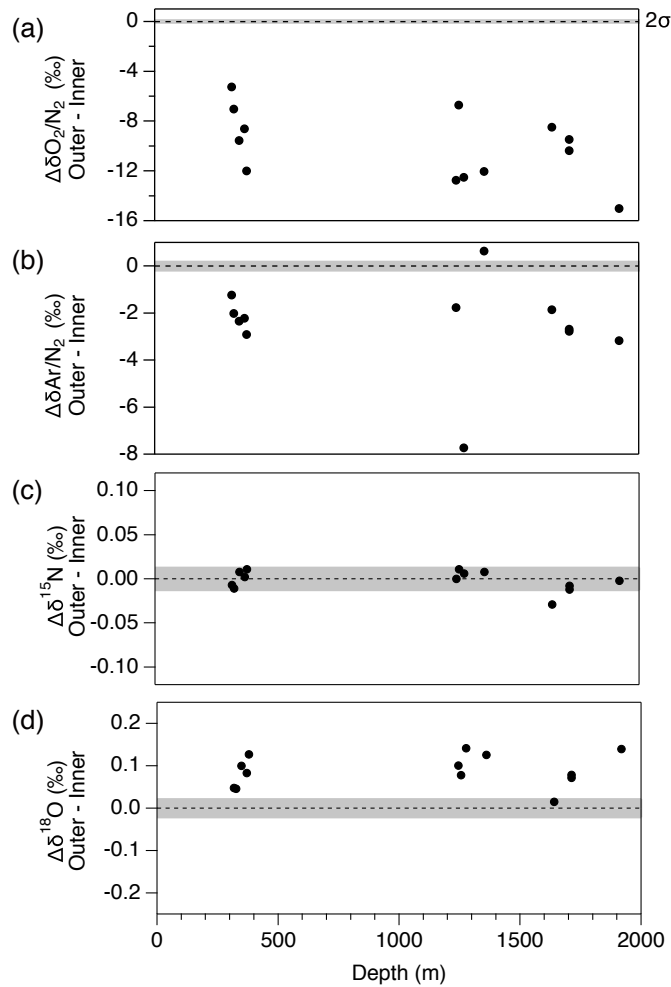 (a)
ΔδO₂/N₂ (‰)
Outer - Inner
0
-4
-8
-12
-16
2σ
(b)
ΔδAr/N₂ (‰)
Outer - Inner
0
-2
-4
-6
-8
(c)
Δδ¹⁵N (‰)
Outer - Inner
0.10
0.05
0.00
-0.05
-0.10
(d)
Δδ¹⁸O (‰)
Outer - Inner
0.2
0.1
0.0
-0.1
-0.2
0 500 1000 1500 2000
Depth (m)